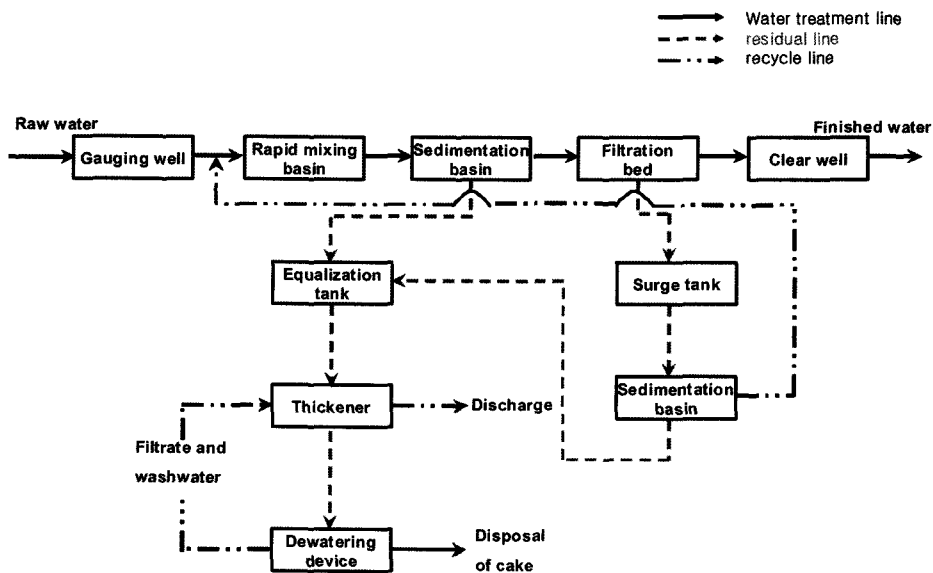 Water treatment line
residual line
recycle line
Raw water
Finished water
Gauging well
Rapid mixing
basin
Sedimentation
basin
Filtration
bed
Clear well
Equalization
tank
Surge tank
Sedimentation
basin
Thickener
Discharge
Filtrate and
washwater
Dewatering
device
Disposal
of cake